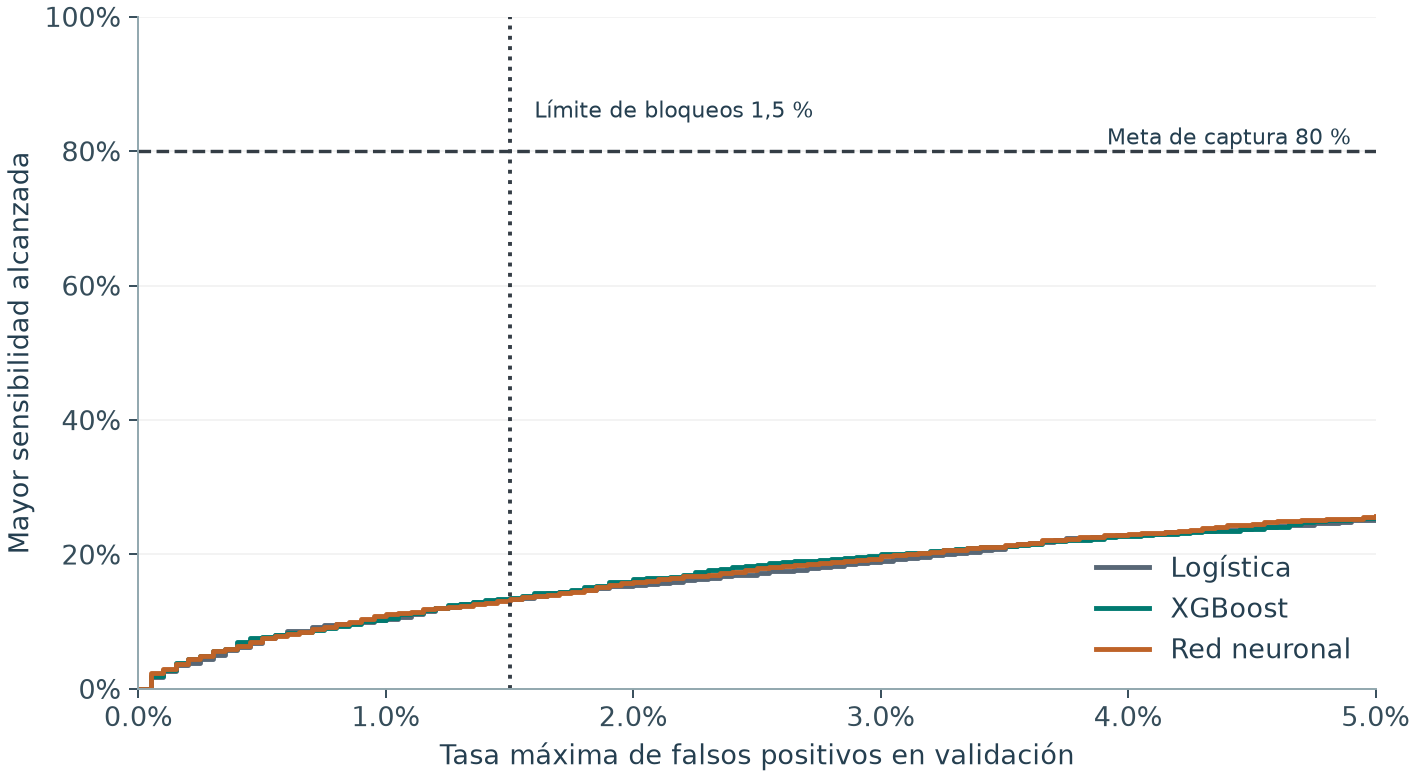 100%
80%
60%
40%
20%
0%
Mayor sensibilidad alcanzada
Límite de bloqueos 1,5 %
Meta de captura 80 %
Logística
XGBoost
Red neuronal
0.0%
1.0%
2.0%
3.0%
4.0%
5.0%
Tasa máxima de falsos positivos en validación